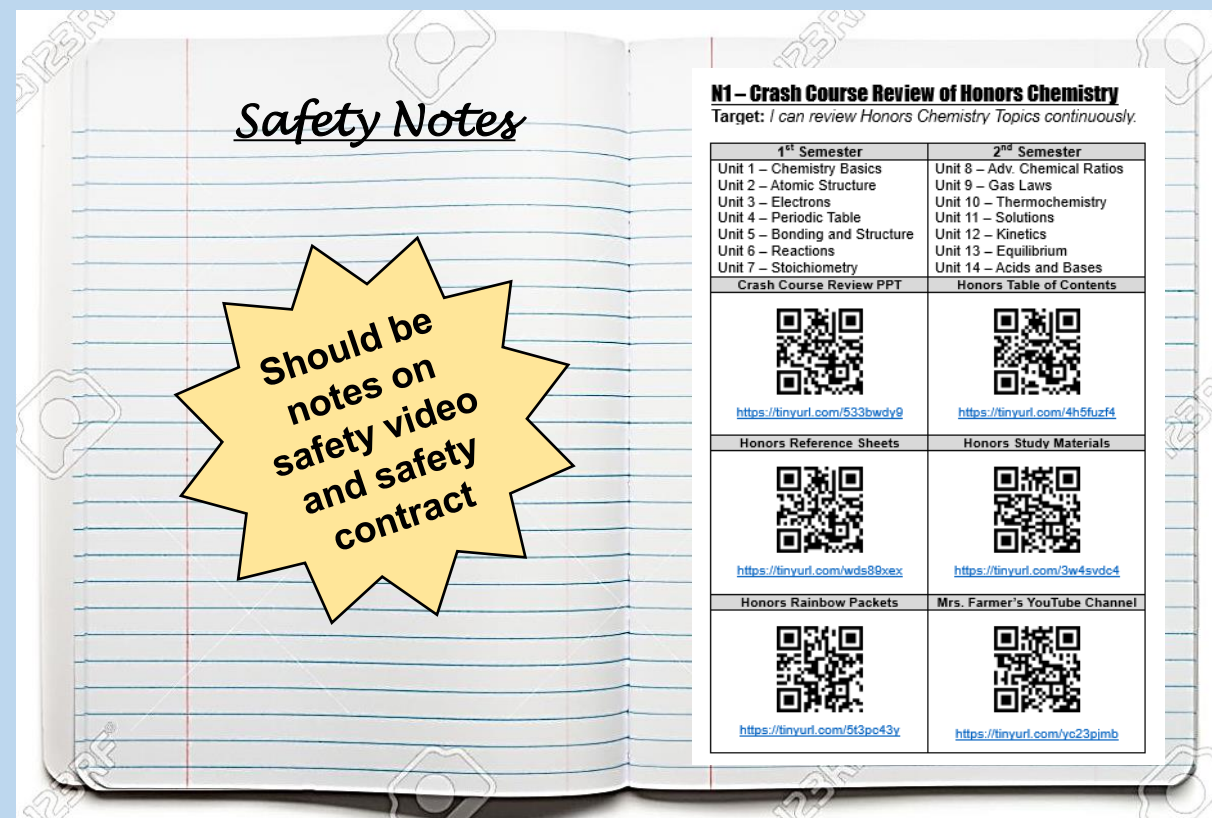 Safety Notes
Should be
notes on
safety video
and safety
contract
N1 – Crash Course Review of Honors Chemistry
Target: I can review Honors Chemistry Topics continuously.
1st Semester
2nd Semester
Unit 1 – Chemistry Basics
Unit 2 – Atomic Structure
Unit 3 – Electrons
Unit 4 – Periodic Table
Unit 5 – Bonding and Structure
Unit 6 – Reactions
Unit 7 – Stoichiometry
Unit 8 – Adv. Chemical Ratios
Unit 9 – Gas Laws
Unit 10 – Thermochemistry
Unit 11 – Solutions
Unit 12 – Kinetics
Unit 13 – Equilibrium
Unit 14 – Acids and Bases
Crash Course Review PPT
Honors Table of Contents
https://tinyurl.com/533bwdy9
https://tinyurl.com/4h5fuzf4
Honors Reference Sheets
Honors Study Materials
https://tinyurl.com/wds89xex
https://tinyurl.com/3w4svdc4
Honors Rainbow Packets
Mrs. Farmer's YouTube Channel
https://tinyurl.com/5t3pc43y
https://tinyurl.com/yc23pjmb
123RF
123RF
123RF
123RF